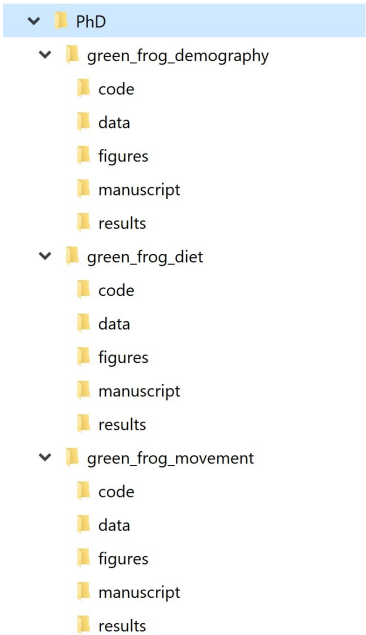 PhD
green_frog_demography
code
data
figures
manuscript
results
green_frog_diet
code
data
figures
manuscript
results
green_frog_movement
code
data
figures
manuscript
results